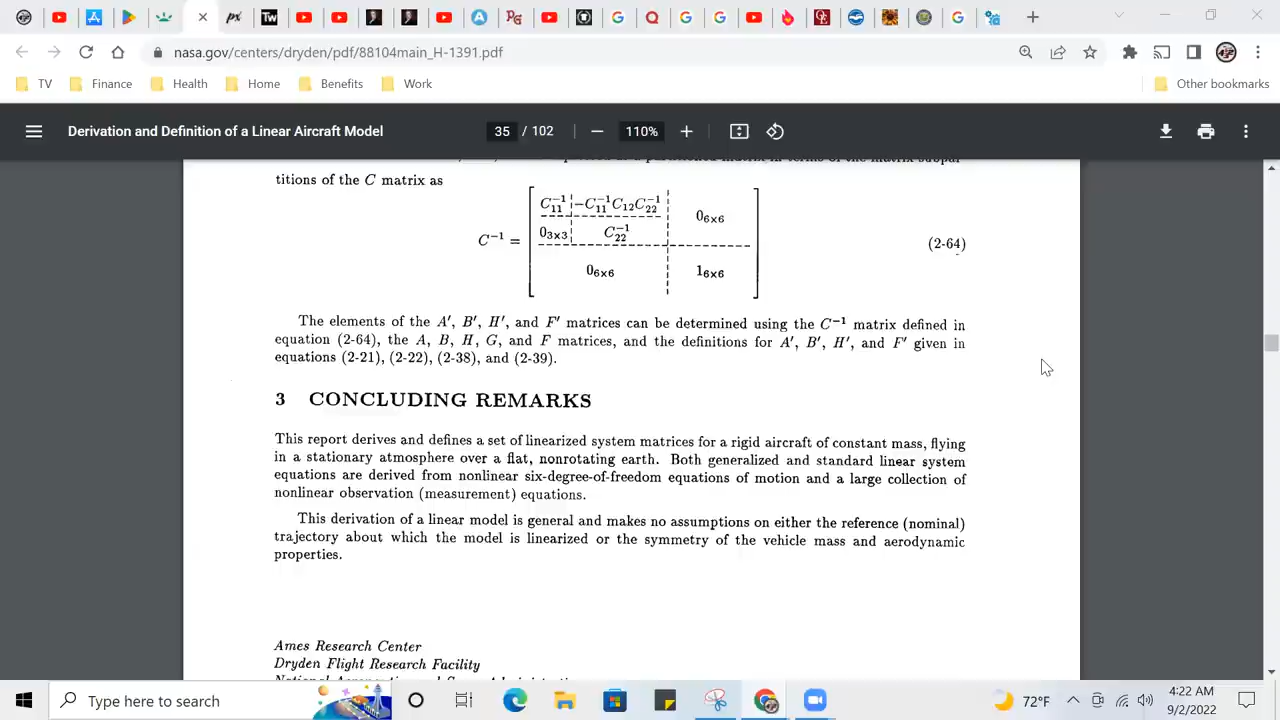 nasa.gov/centers/dryden/pdf/88104main_H-1391.pdf
TV Finance Health Home Benefits Work Other bookmarks
Derivation and Definition of a Linear Aircraft Model 35 / 102 110%
titions of the C matrix as
C⁻¹ = [ C₁₁⁻¹ -C₁₁⁻¹C₁₂C₂₂⁻¹ 0₆ₓ₆
0₃ₓ₃ C₂₂⁻¹
0₆ₓ₆ 1₆ₓ₆ ] (2-64)
The elements of the A′, B′, H′, and F′ matrices can be determined using the C⁻¹ matrix defined in
equation (2-64), the A, B, H, G, and F matrices, and the definitions for A′, B′, H′, and F′ given in
equations (2-21), (2-22), (2-38), and (2-39).
3 CONCLUDING REMARKS
This report derives and defines a set of linearized system matrices for a rigid aircraft of constant mass, flying
in a stationary atmosphere over a flat, nonrotating earth. Both generalized and standard linear system
equations are derived from nonlinear six-degree-of-freedom equations of motion and a large collection of
nonlinear observation (measurement) equations.
This derivation of a linear model is general and makes no assumptions on either the reference (nominal)
trajectory about which the model is linearized or the symmetry of the vehicle mass and aerodynamic
properties.
Ames Research Center
Dryden Flight Research Facility
Type here to search
72°F
4:22 AM
9/2/2022